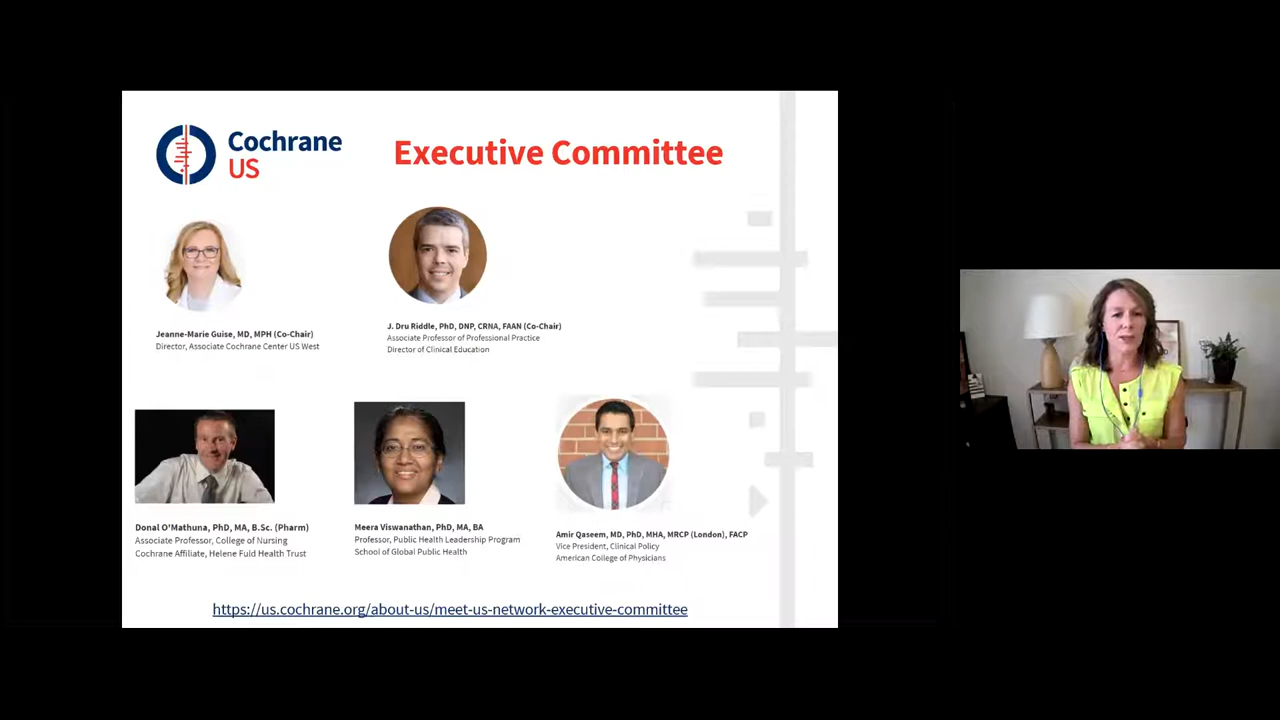 Cochrane
US
Executive Committee
Jeanne-Marie Guise, MD, MPH (Co-Chair)
Director, Associate Cochrane Center US West
J. Dru Riddle, PhD, DNP, CRNA, FAAN (Co-Chair)
Associate Professor of Professional Practice
Director of Clinical Education
Donal O'Mathuna, PhD, MA, B.Sc. (Pharm)
Associate Professor, College of Nursing
Cochrane Affiliate, Helene Fuld Health Trust
Meera Viswanathan, PhD, MA, BA
Professor, Public Health Leadership Program
School of Global Public Health
Amir Qaseem, MD, PhD, MHA, MRCP (London), FACP
Vice President, Clinical Policy
American College of Physicians
https://us.cochrane.org/about-us/meet-us-network-executive-committee